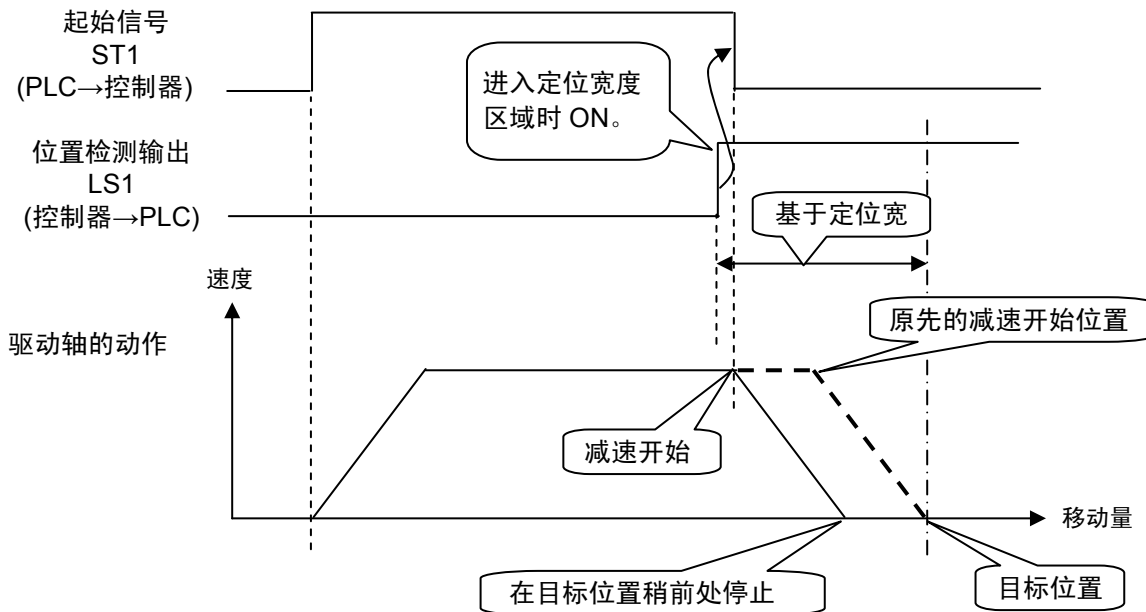 起始信号
ST1
(PLC→控制器)
进入定位宽度
区域时 ON。
位置检测输出
LS1
(控制器→PLC)
基于定位宽
速度
原先的减速开始位置
驱动轴的动作
减速开始
移动量
在目标位置稍前处停止
目标位置